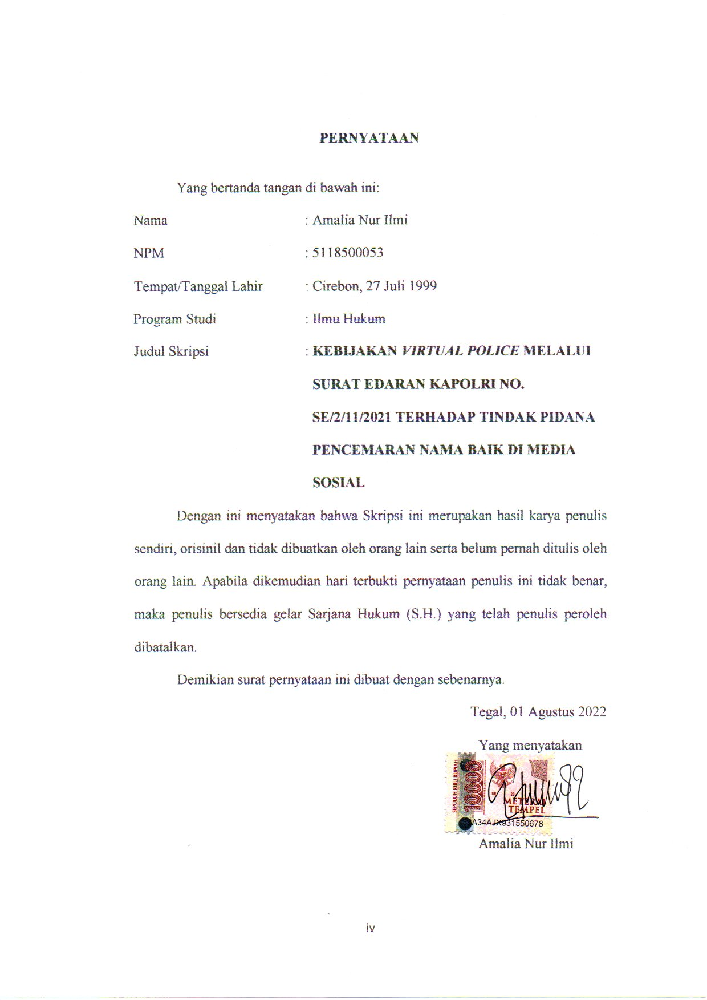 PERNYATAAN
Yang bertanda tangan di bawah ini:
Nama : Amalia Nur Ilmi
NPM : 5118500053
Tempat/Tanggal Lahir : Cirebon, 27 Juli 1999
Program Studi : Ilmu Hukum
Judul Skripsi : KEBIJAKAN VIRTUAL POLICE MELALUI
SURAT EDARAN KAPOLRI NO.
SE/2/11/2021 TERHADAP TINDAK PIDANA
PENCEMARAN NAMA BAIK DI MEDIA
SOSIAL
Dengan ini menyatakan bahwa Skripsi ini merupakan hasil karya penulis
sendiri, orisinil dan tidak dibuatkan oleh orang lain serta belum pernah ditulis oleh
orang lain. Apabila dikemudian hari terbukti pernyataan penulis ini tidak benar,
maka penulis bersedia gelar Sarjana Hukum (S.H.) yang telah penulis peroleh
dibatalkan.
Demikian surat pernyataan ini dibuat dengan sebenarnya.
Tegal, 01 Agustus 2022
Yang menyatakan
SEPULUH RIBU RUPIAH
10000
TGL 20
METERAI
TEMPEL
A34AJX931550678
Amalia Nur Ilmi
iv